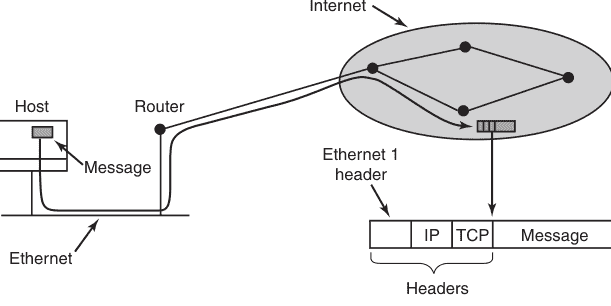 Internet
Host
Router
Message
Ethernet 1
header
IP
TCP
Message
Ethernet
Headers